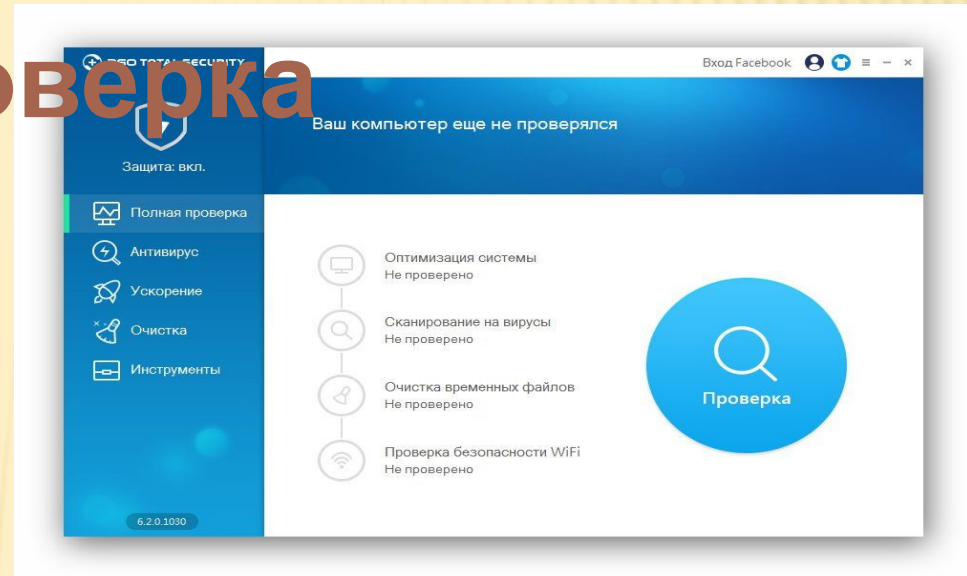 оверка
TOTAL SECURITY
Вход Facebook
Ваш компьютер еще не проверялся
Защита: вкл.
Полная проверка
Антивирус
Ускорение
Очистка
Инструменты
6.2.0.1030
Оптимизация системы
Не проверено
Сканирование на вирусы
Не проверено
Очистка временных файлов
Не проверено
Проверка безопасности WiFi
Не проверено
Проверка